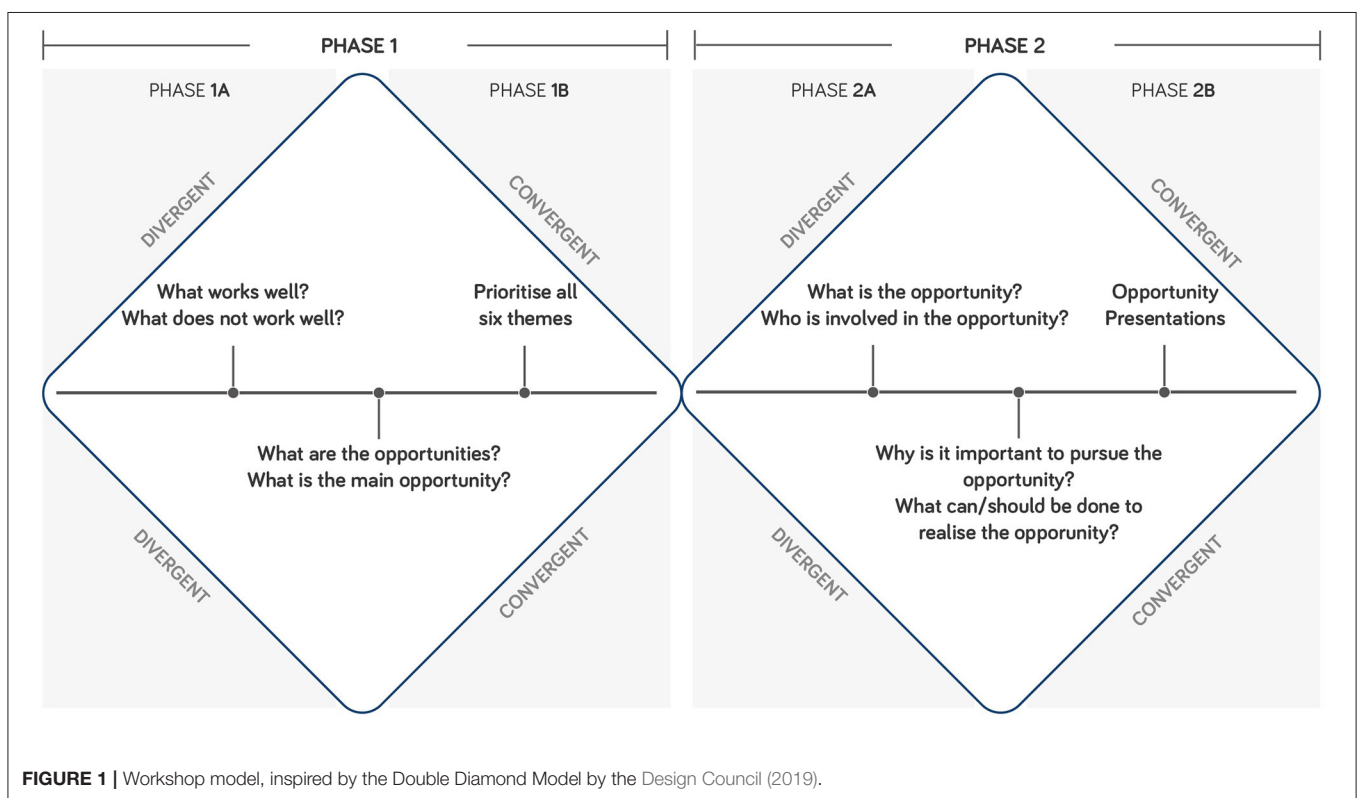 PHASE 1
PHASE 2
PHASE 1A
PHASE 1B
PHASE 2A
PHASE 2B
DIVERGENT
CONVERGENT
DIVERGENT
CONVERGENT
What works well?
What does not work well?
Prioritise all
six themes
What is the opportunity?
Who is involved in the opportunity?
Opportunity
Presentations
What are the opportunities?
What is the main opportunity?
Why is it important to pursue the
opportunity?
What can/should be done to
realise the opporunity?
DIVERGENT
CONVERGENT
DIVERGENT
CONVERGENT
FIGURE 1 | Workshop model, inspired by the Double Diamond Model by the Design Council (2019).